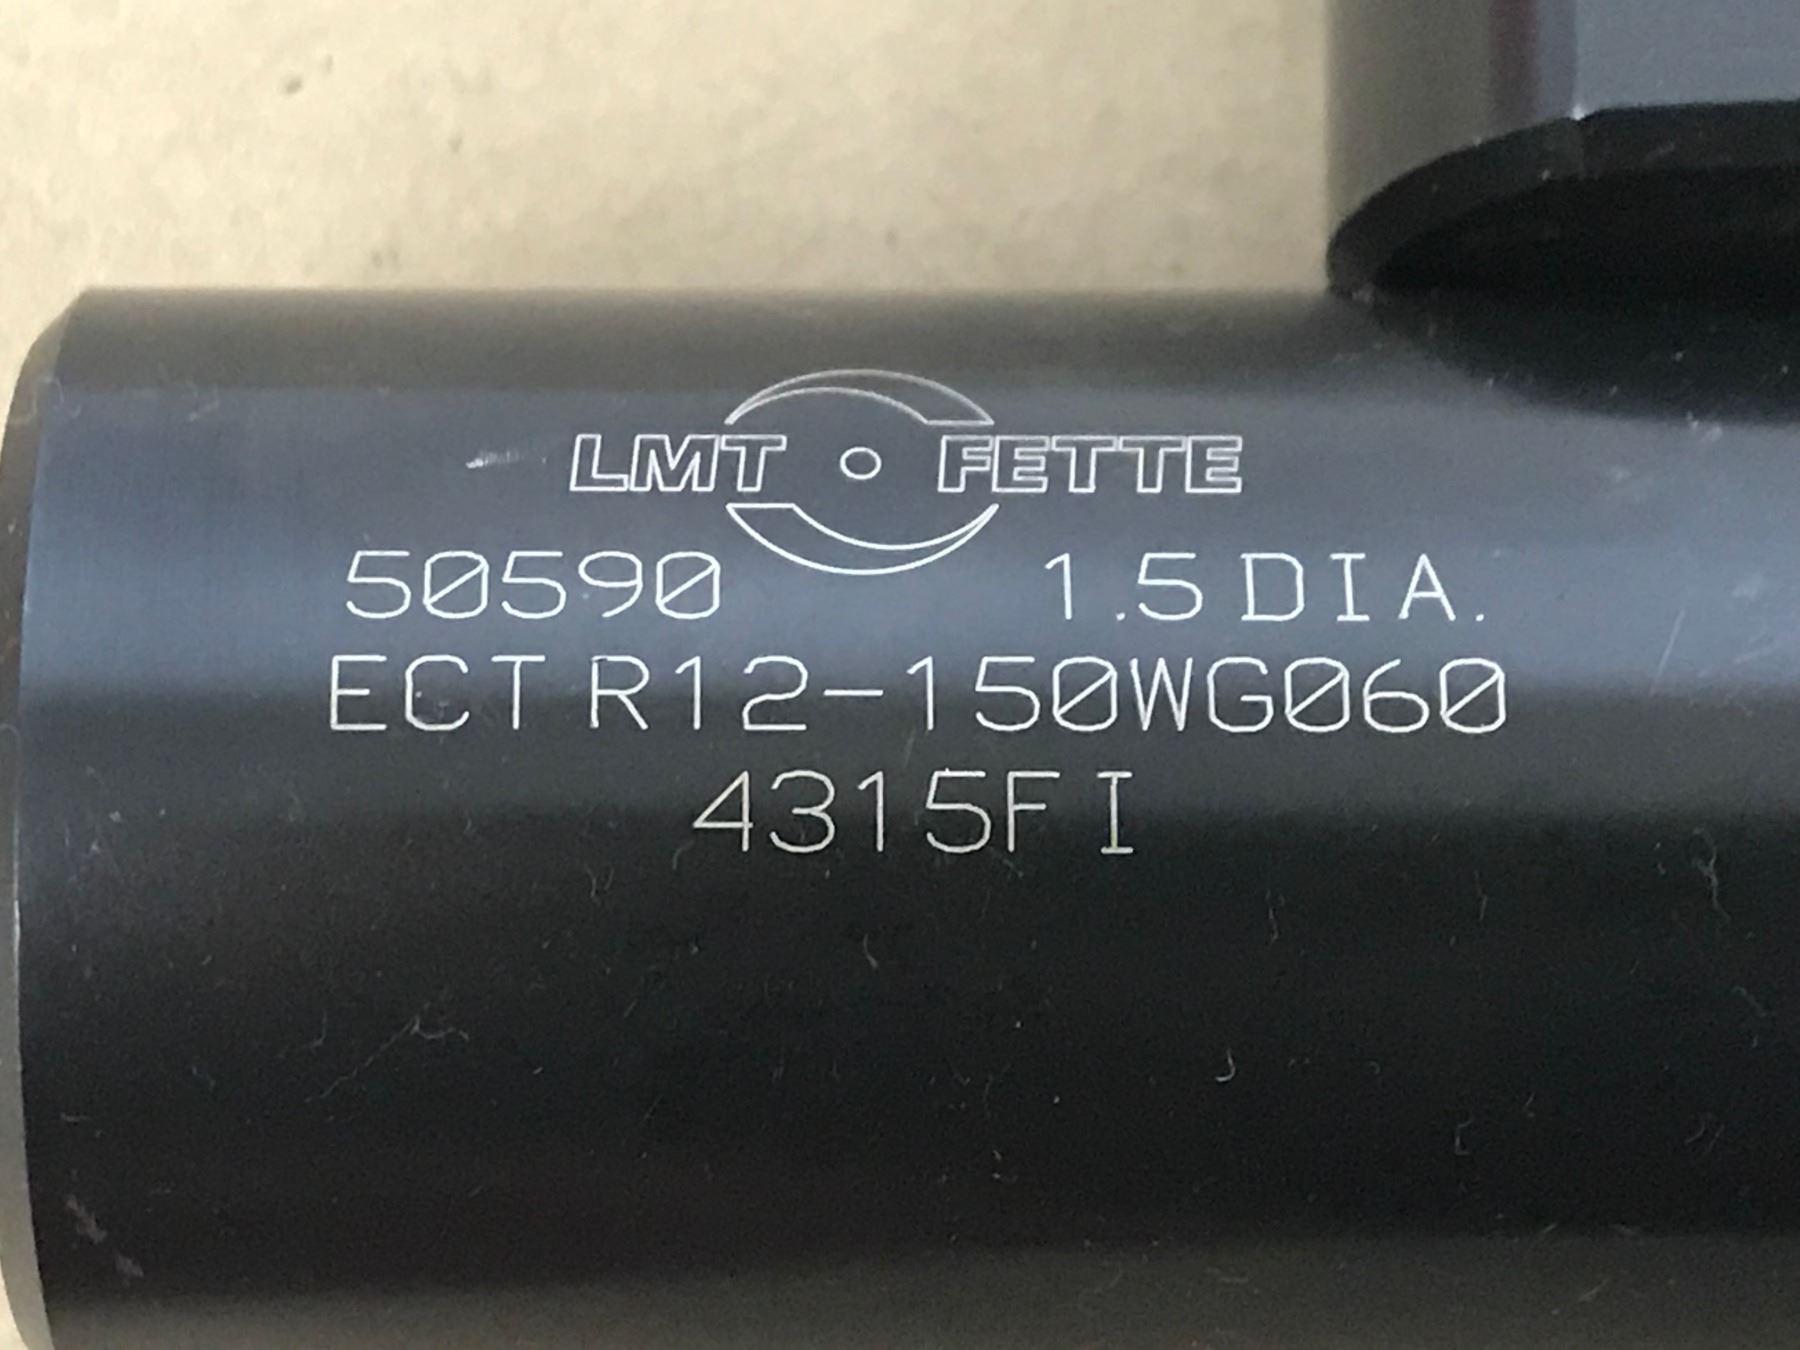 LMT FETTE
50590 1.5 DIA.
ECT R12-150WG060
4315FI